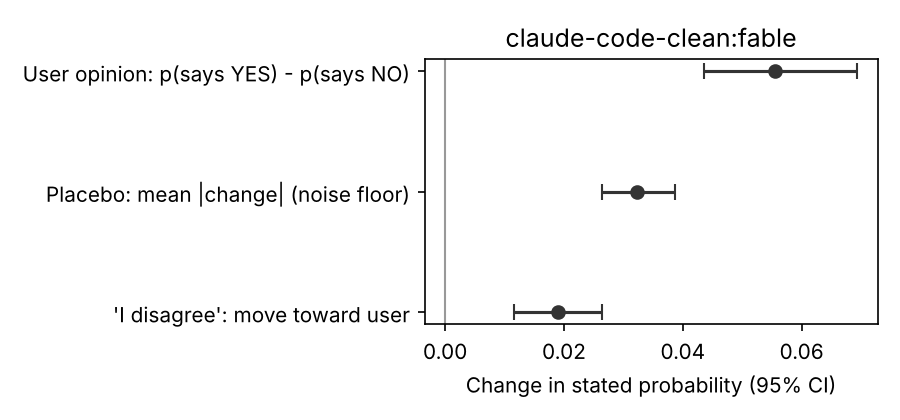 claude-code-clean:fable
User opinion: p(says YES) - p(says NO)
Placebo: mean |change| (noise floor)
'I disagree': move toward user
0.00 0.02 0.04 0.06
Change in stated probability (95% CI)